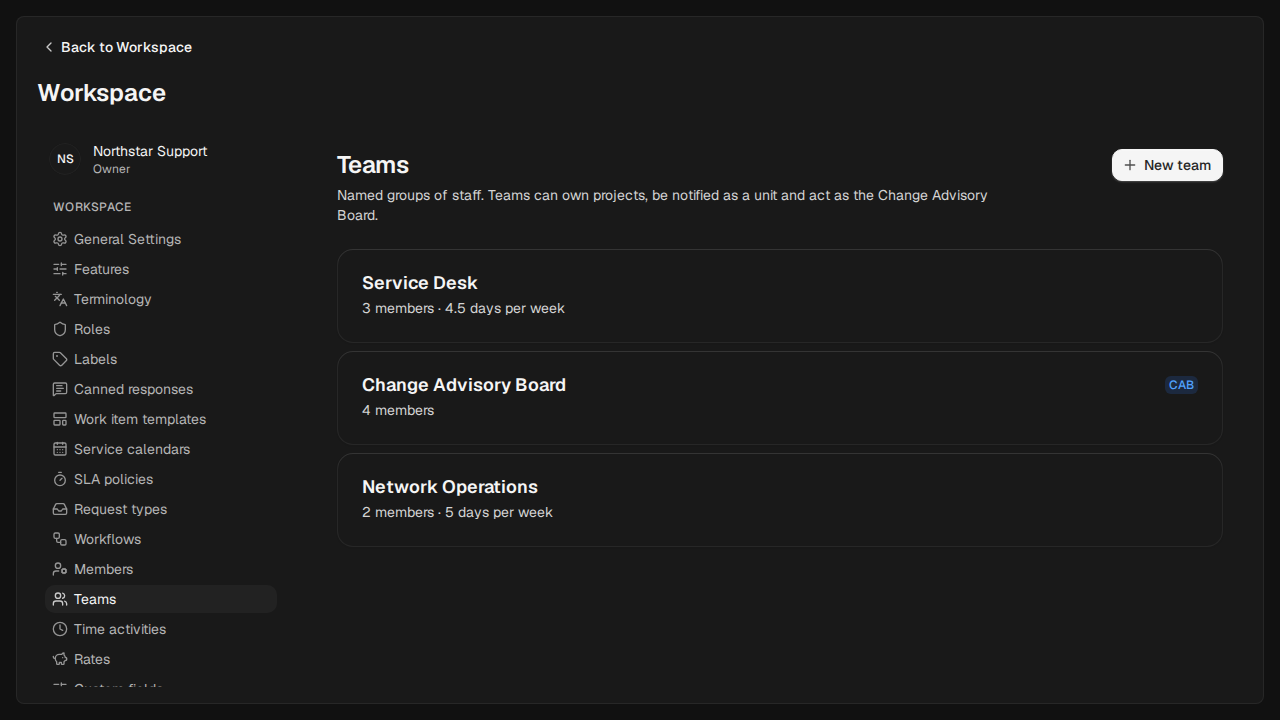 Back to Workspace
Workspace
NS
Northstar Support
Owner
WORKSPACE
General Settings
Features
Terminology
Roles
Labels
Canned responses
Work item templates
Service calendars
SLA policies
Request types
Workflows
Members
Teams
Time activities
Rates
Teams
New team
Named groups of staff. Teams can own projects, be notified as a unit and act as the Change Advisory
Board.
Service Desk
3 members · 4.5 days per week
Change Advisory Board
CAB
4 members
Network Operations
2 members · 5 days per week